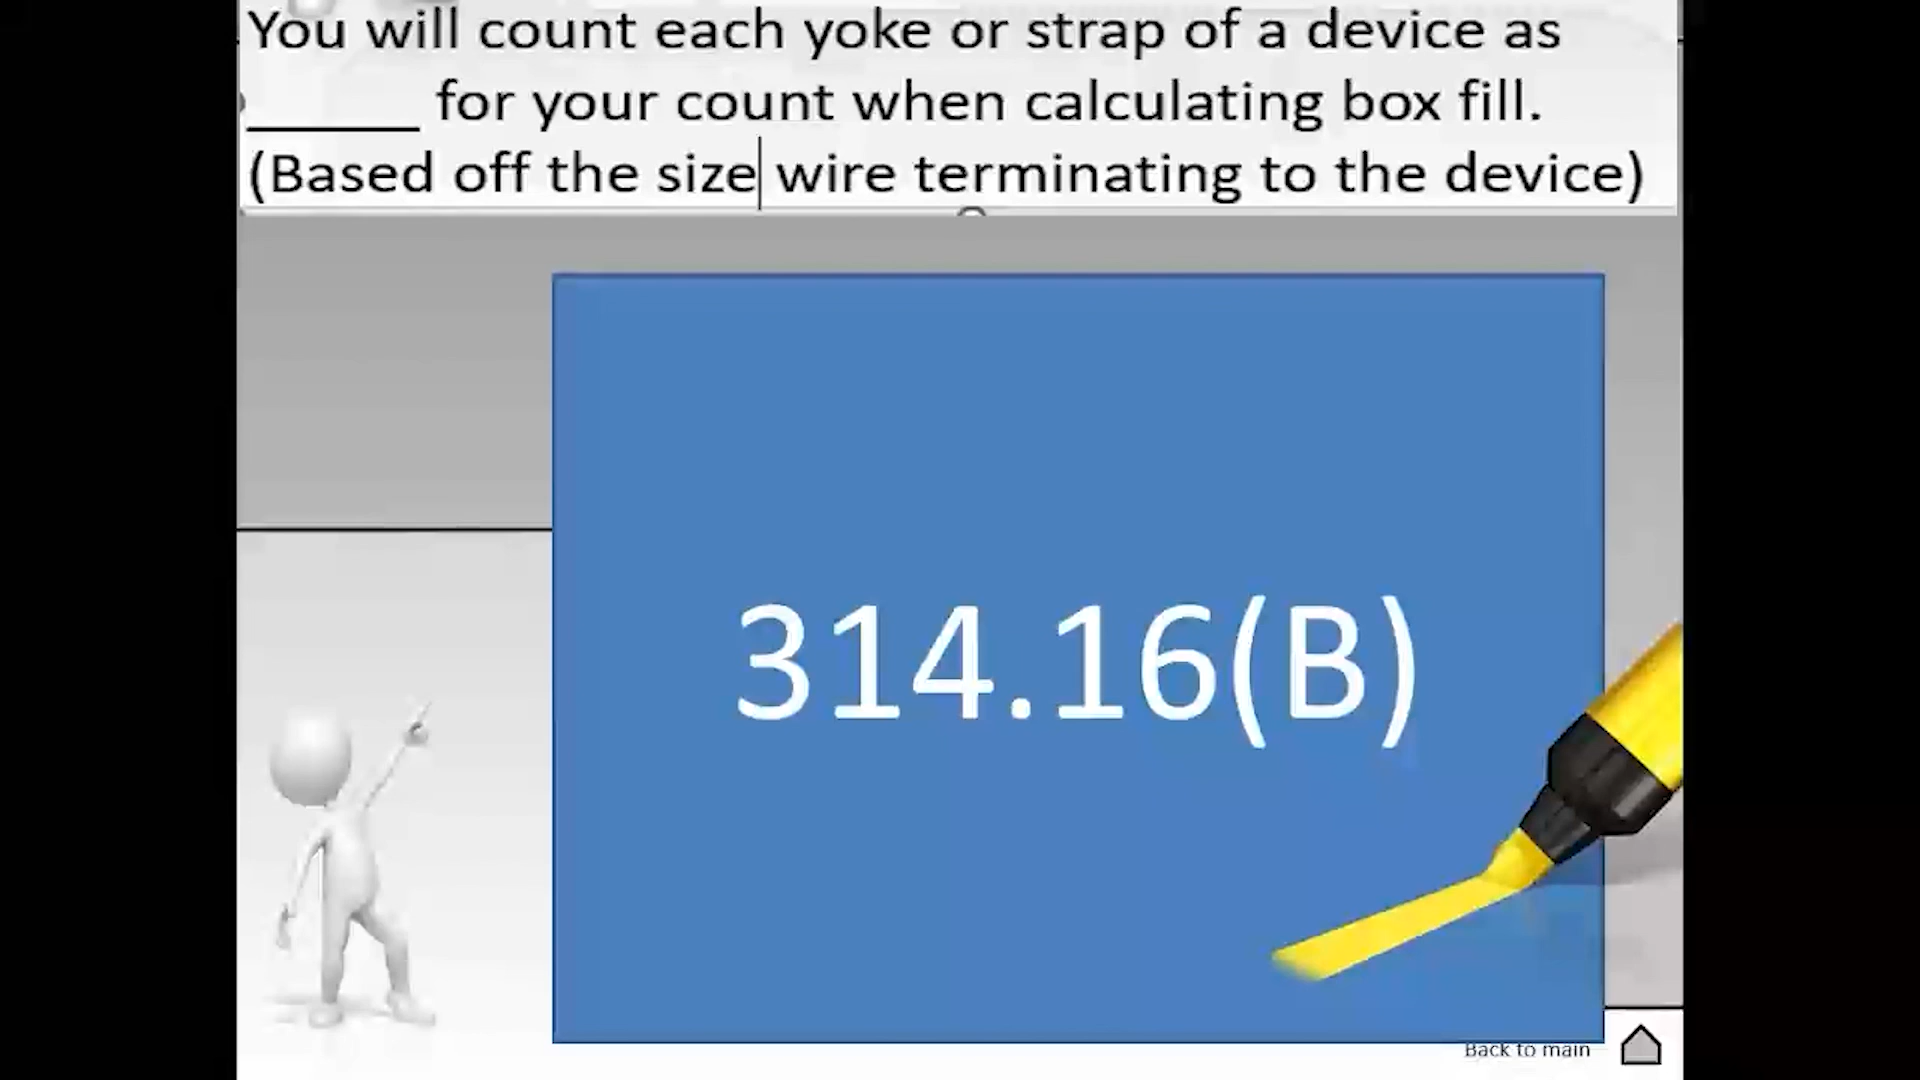 You will count each yoke or strap of a device as
______ for your count when calculating box fill.
(Based off the size wire terminating to the device)
314.16(B)
Back to main